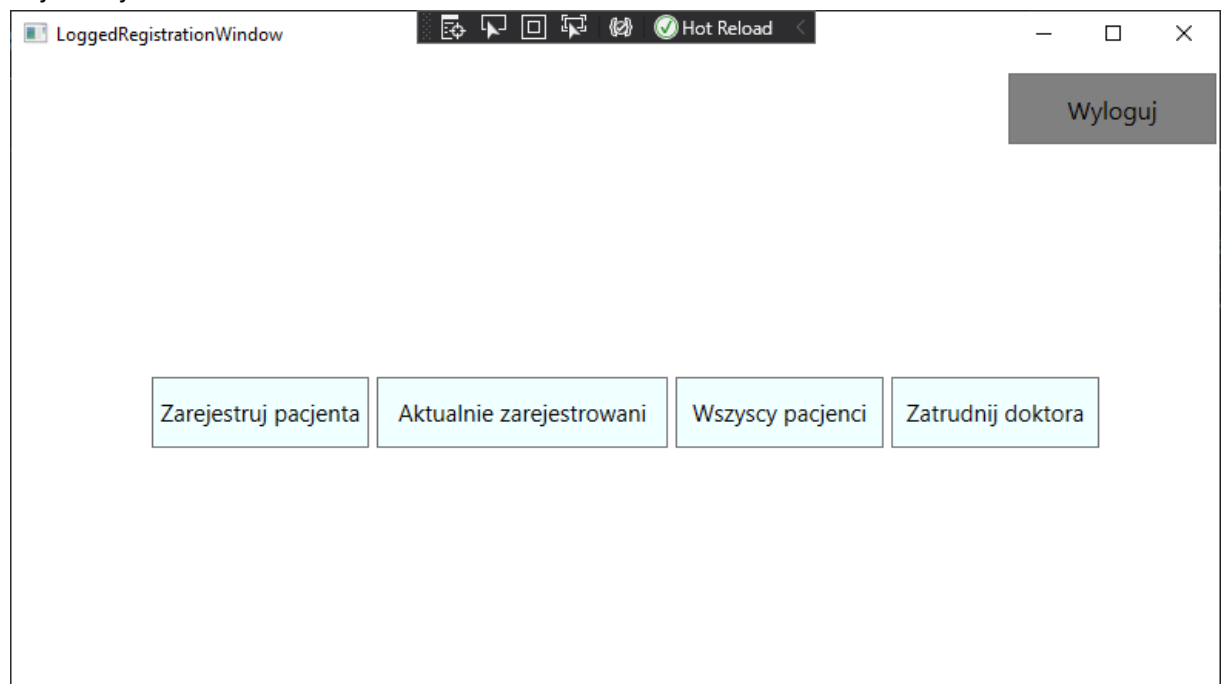 LoggedRegistrationWindow
Hot Reload
Wyloguj
Zarejestruj pacjenta
Aktualnie zarejestrowani
Wszyscy pacjenci
Zatrudnij doktora